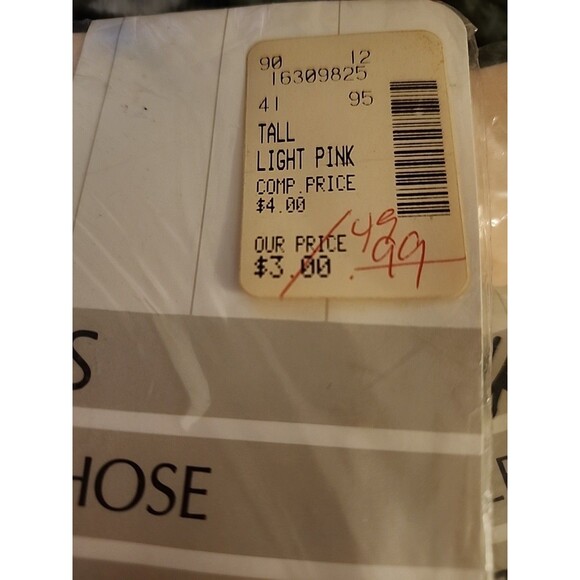 90 12
16309825
41 95
TALL
LIGHT PINK
COMP. PRICE
$4.00
OUR PRICE
$3.00
.49
.99
S
HOSE